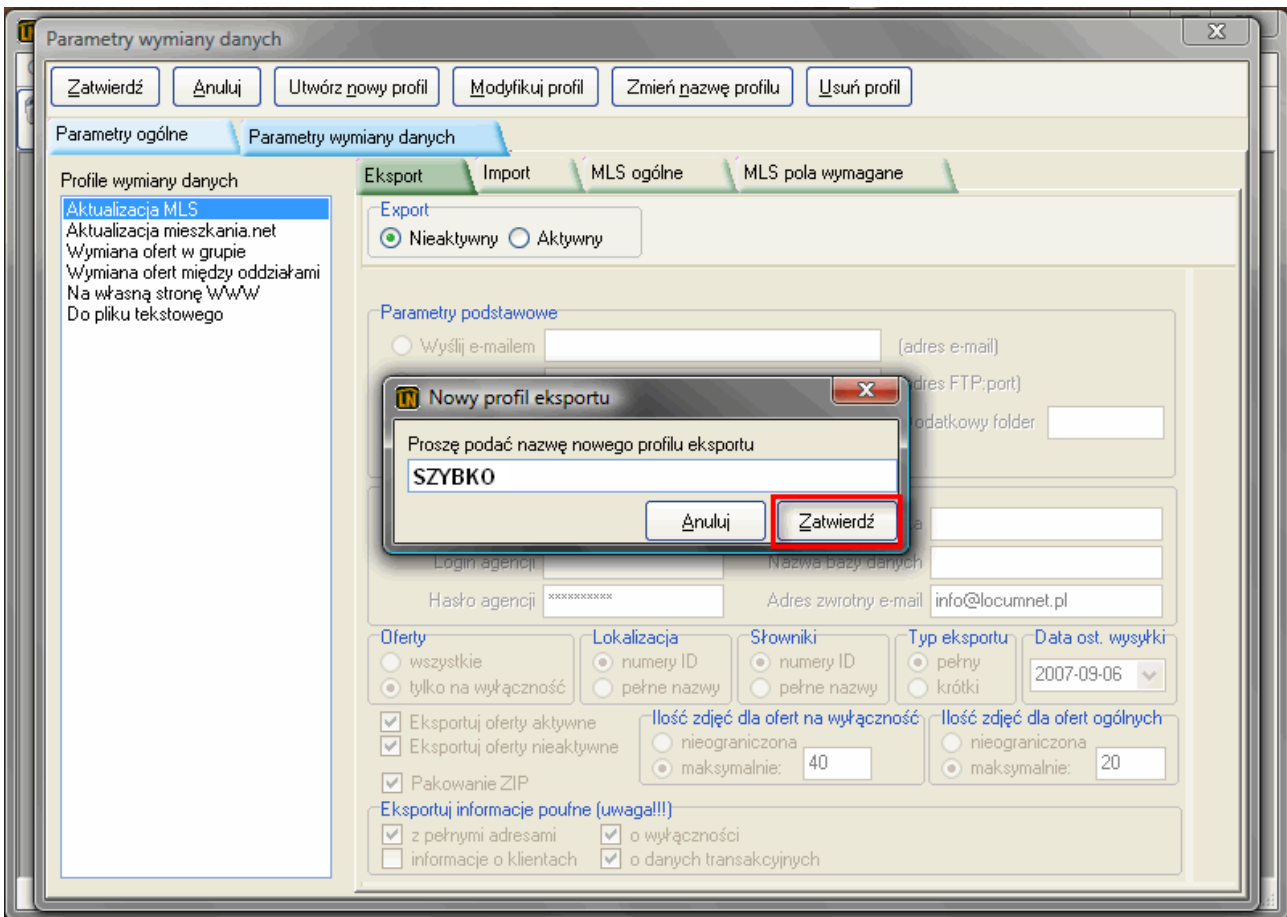 Parametry wymiany danych
Zatwierdź Anuluj Utwórz nowy profil Modyfikuj profil Zmień nazwę profilu Usuń profil
Parametry ogólne Parametry wymiany danych
Profile wymiany danych
Aktualizacja MLS
Aktualizacja mieszkania.net
Wymiana ofert w grupie
Wymiana ofert między oddziałami
Na własną stronę WWW
Do pliku tekstowego
Eksport Import MLS ogólne MLS pola wymagane
Export
Nieaktywny Aktywny
Parametry podstawowe
Wyślij e-mailem (adres e-mail)
FTP:port)
folder
Nowy profil eksportu
Proszę podać nazwę nowego profilu eksportu
SZYBKO
Anuluj Zatwierdź
Login agencji Nazwa bazy danych
Hasło agencji ********** Adres zwrotny e-mail info@locumnet.pl
Oferty Lokalizacja Słowniki Typ eksportu Data ost. wysyłki
wszystkie numery ID numery ID pełny 2007-09-06
tylko na wyłączność pełne nazwy pełne nazwy krótki
Eksportuj oferty aktywne Ilość zdjęć dla ofert na wyłączność Ilość zdjęć dla ofert ogólnych
Eksportuj oferty nieaktywne nieograniczona nieograniczona
Pakowanie ZIP maksymalnie: 40 maksymalnie: 20
Eksportuj informacje poufne (uwaga!!!)
z pełnymi adresami o wyłączności
informacje o klientach o danych transakcyjnych